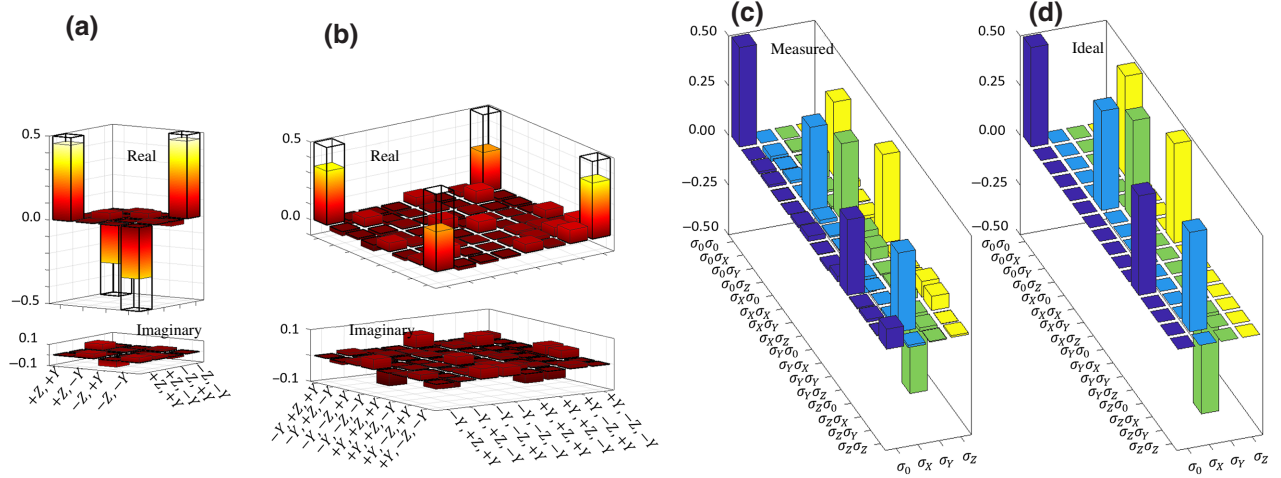 (a)
0.5
0.0
−0.5
Real
Imaginary
0.1
−0.1
+Z,+Y
+Z,−Y
−Z,+Y
−Z,−Y
(b)
0.5
0.0
Real
Imaginary
0.1
−0.1
(c)
Measured
0.50
0.25
0.00
−0.25
−0.50
σ₀σ₀
σ₀σX
σ₀σY
σ₀σZ
σXσ₀
σXσX
σXσY
σXσZ
σYσ₀
σYσX
σYσY
σYσZ
σZσ₀
σZσX
σZσY
σZσZ
σ₀
σX
σY
σZ
(d)
Ideal
0.50
0.25
0.00
−0.25
−0.50
σ₀σ₀
σ₀σX
σ₀σY
σ₀σZ
σXσ₀
σXσX
σXσY
σXσZ
σYσ₀
σYσX
σYσY
σYσZ
σZσ₀
σZσX
σZσY
σZσZ
σ₀
σX
σY
σZ